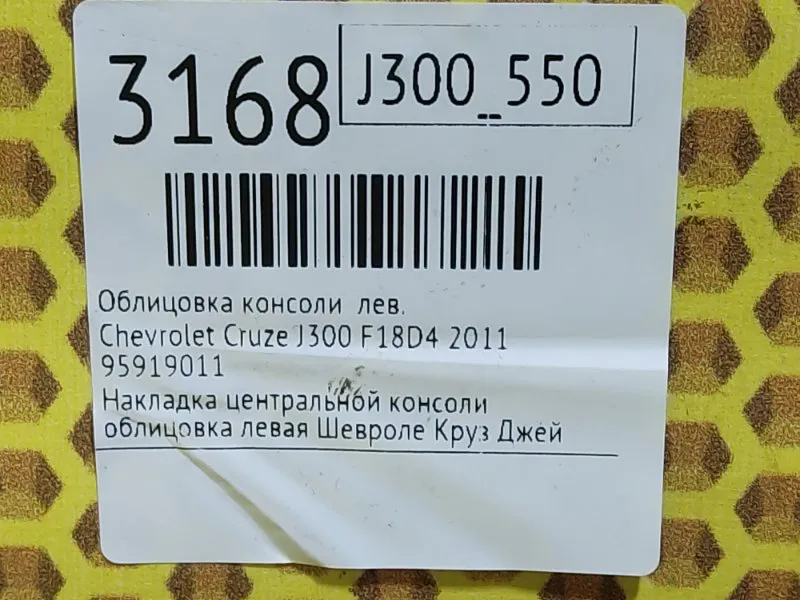 3168
J300_550
Облицовка консоли лев.
Chevrolet Cruze J300 F18D4 2011
95919011
Накладка центральной консоли
облицовка левая Шевроле Круз Джей